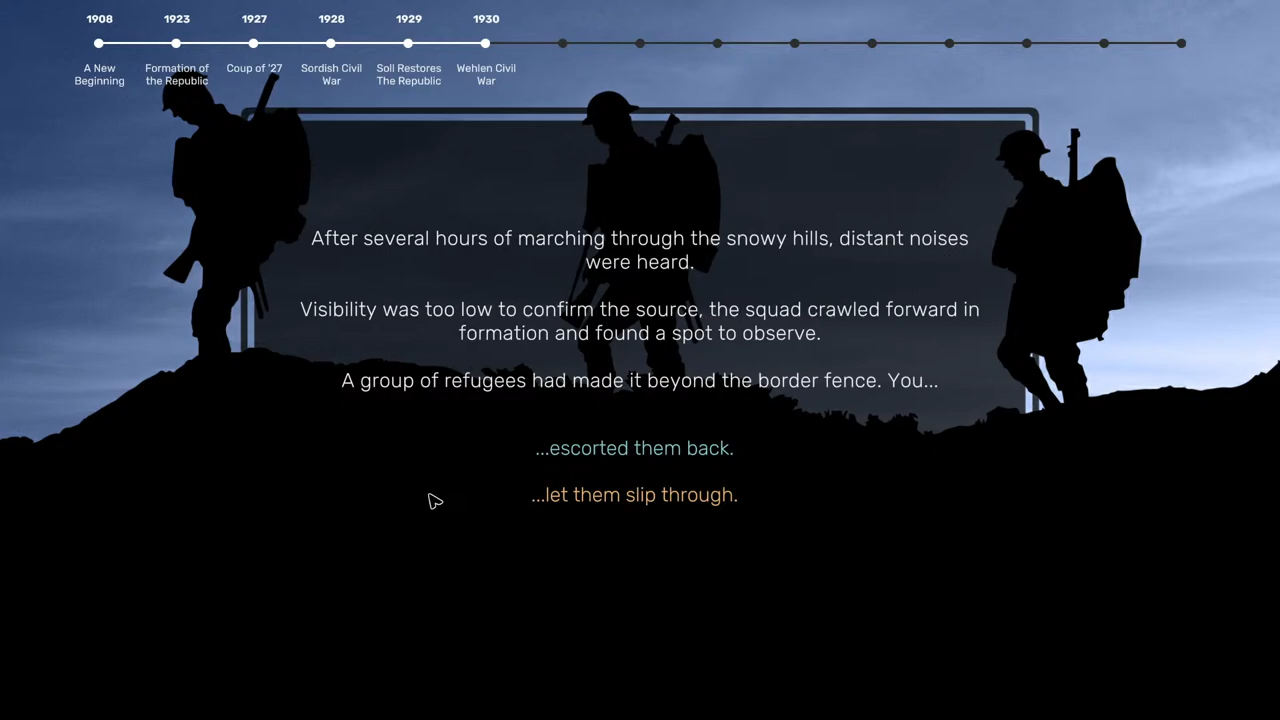 1908 1923 1927 1928 1929 1930
A New Formation of Coup of '27 Sordish Civil Soll Restores Wehlen Civil
Beginning the Republic War The Republic War
After several hours of marching through the snowy hills, distant noises
were heard.
Visibility was too low to confirm the source, the squad crawled forward in
formation and found a spot to observe.
A group of refugees had made it beyond the border fence. You...
...escorted them back.
...let them slip through.